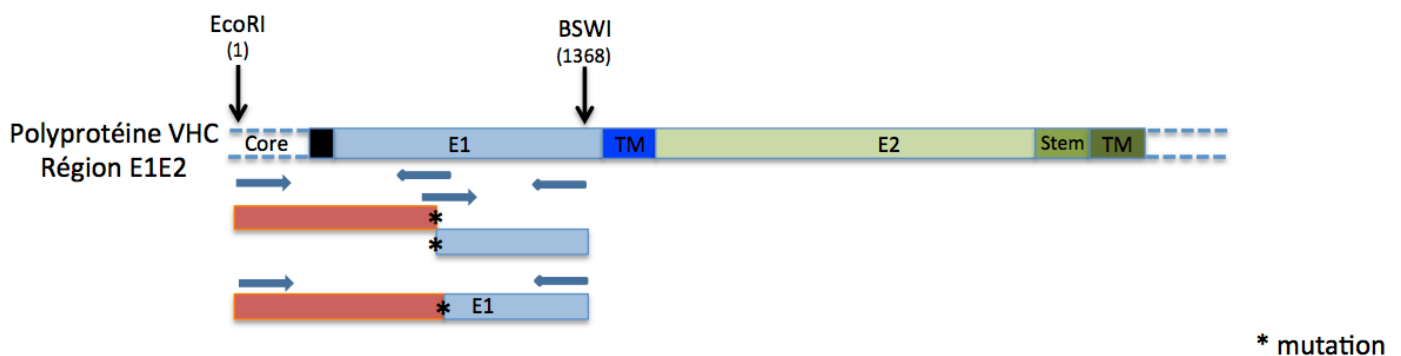 EcoRI
(1)
BSWI
(1368)
Polyprotéine VHC
Région E1E2
Core
E1
TM
E2
Stem
TM
*
*
* E1
* mutation